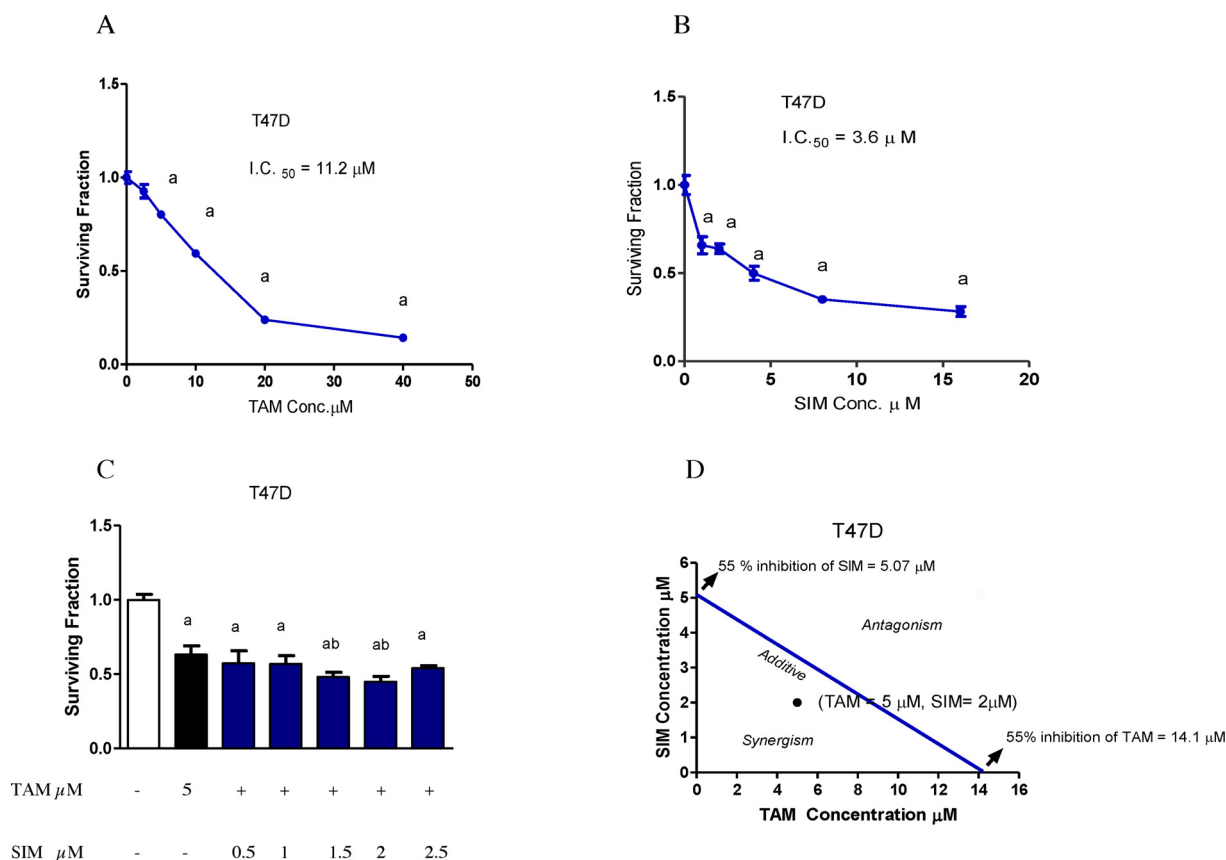 A
T47D
I.C. 50 = 11.2 μM
Surviving Fraction
1.5
1.0
0.5
0.0
a
a
a
a
0 10 20 30 40 50
TAM Conc.μM
B
T47D
I.C.50 = 3.6 μ M
Surviving Fraction
1.5
1.0
0.5
0.0
a
a
a
a
a
0 5 10 15 20
SIM Conc. μ M
C
T47D
Surviving Fraction
1.5
1.0
0.5
0.0
a a a ab ab a
TAM μM - 5 + + + + +
SIM μM - - 0.5 1 1.5 2 2.5
D
T47D
SIM Concentration μM
6
5
4
3
2
1
0
55 % inhibition of SIM = 5.07 μM
Antagonism
Additive
(TAM = 5 μM, SIM= 2μM)
Synergism
55% inhibition of TAM = 14.1 μM
0 2 4 6 8 10 12 14 16
TAM Concentration μM